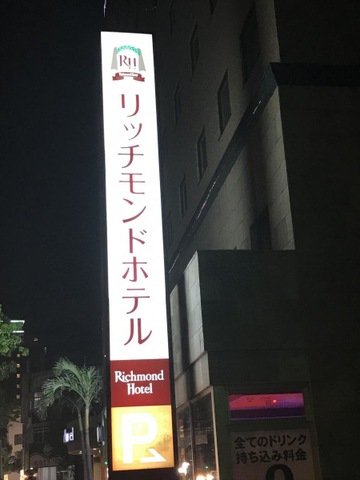 RH
リッチモンドホテル
Richmond
Hotel
P
全てのドリンク
持ち込み料金